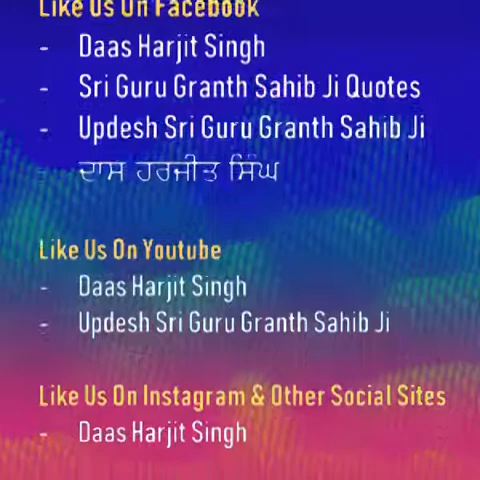 Like Us On Facebook
- Daas Harjit Singh
- Sri Guru Granth Sahib Ji Quotes
- Updesh Sri Guru Granth Sahib Ji
- ਦਾਸ ਹਰਜੀਤ ਸਿੰਘ
Like Us On Youtube
- Daas Harjit Singh
- Updesh Sri Guru Granth Sahib Ji
Like Us On Instagram & Other Social Sites
- Daas Harjit Singh